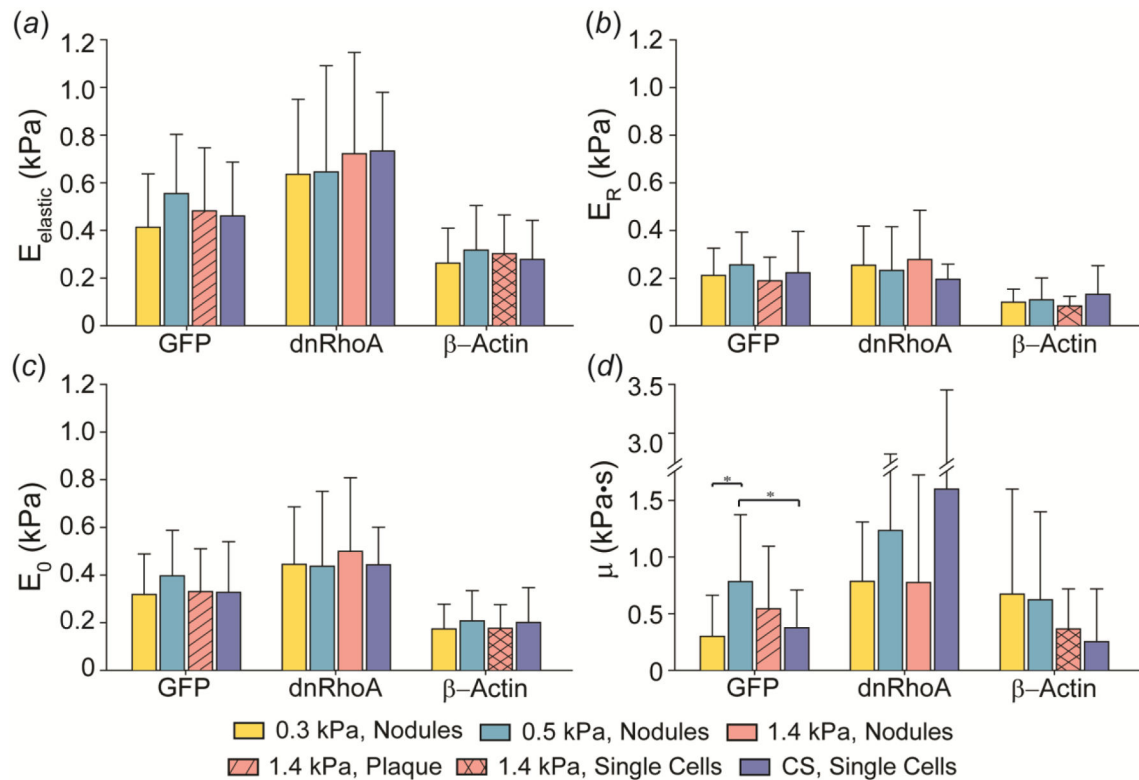 (a)
1.2
1.0
0.8
0.6
0.4
0.2
0
E_elastic (kPa)
GFP dnRhoA β–Actin
(b)
1.2
1.0
0.8
0.6
0.4
0.2
0
E_R (kPa)
GFP dnRhoA β–Actin
(c)
1.2
1.0
0.8
0.6
0.4
0.2
0
E_0 (kPa)
GFP dnRhoA β–Actin
(d)
3.5
3.0
1.5
1.0
0.5
0
μ (kPa•s)
*
*
GFP dnRhoA β–Actin
0.3 kPa, Nodules 0.5 kPa, Nodules 1.4 kPa, Nodules
1.4 kPa, Plaque 1.4 kPa, Single Cells CS, Single Cells